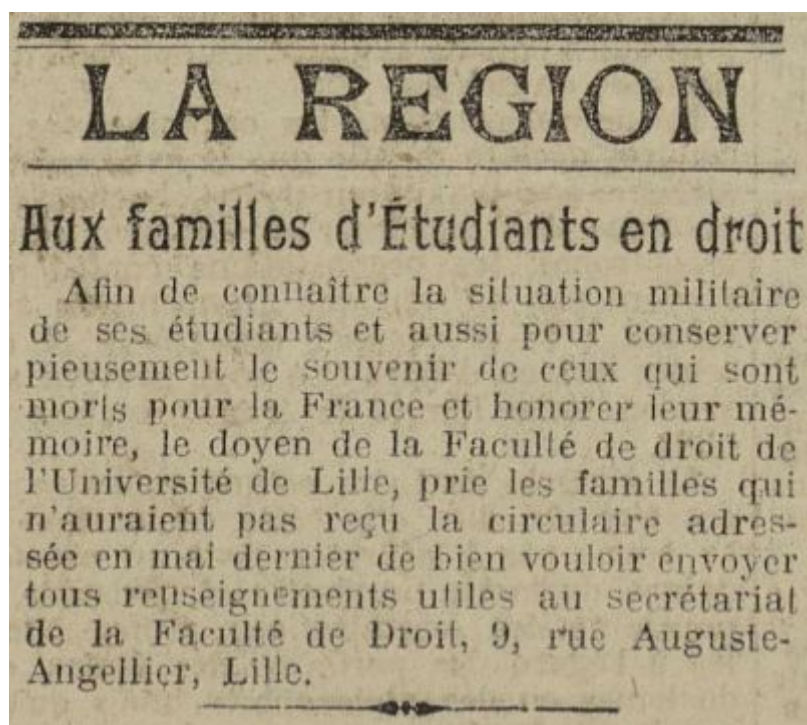 LA REGION
Aux familles d'Étudiants en droit
Afin de connaître la situation militaire
de ses étudiants et aussi pour conserver
pieusement le souvenir de ceux qui sont
morts pour la France et honorer leur mé-
moire, le doyen de la Faculté de droit de
l'Université de Lille, prie les familles qui
n'auraient pas reçu la circulaire adres-
sée en mai dernier de bien vouloir envoyer
tous renseignements utiles au secrétariat
de la Faculté de Droit, 9, rue Auguste-
Angellier, Lille.